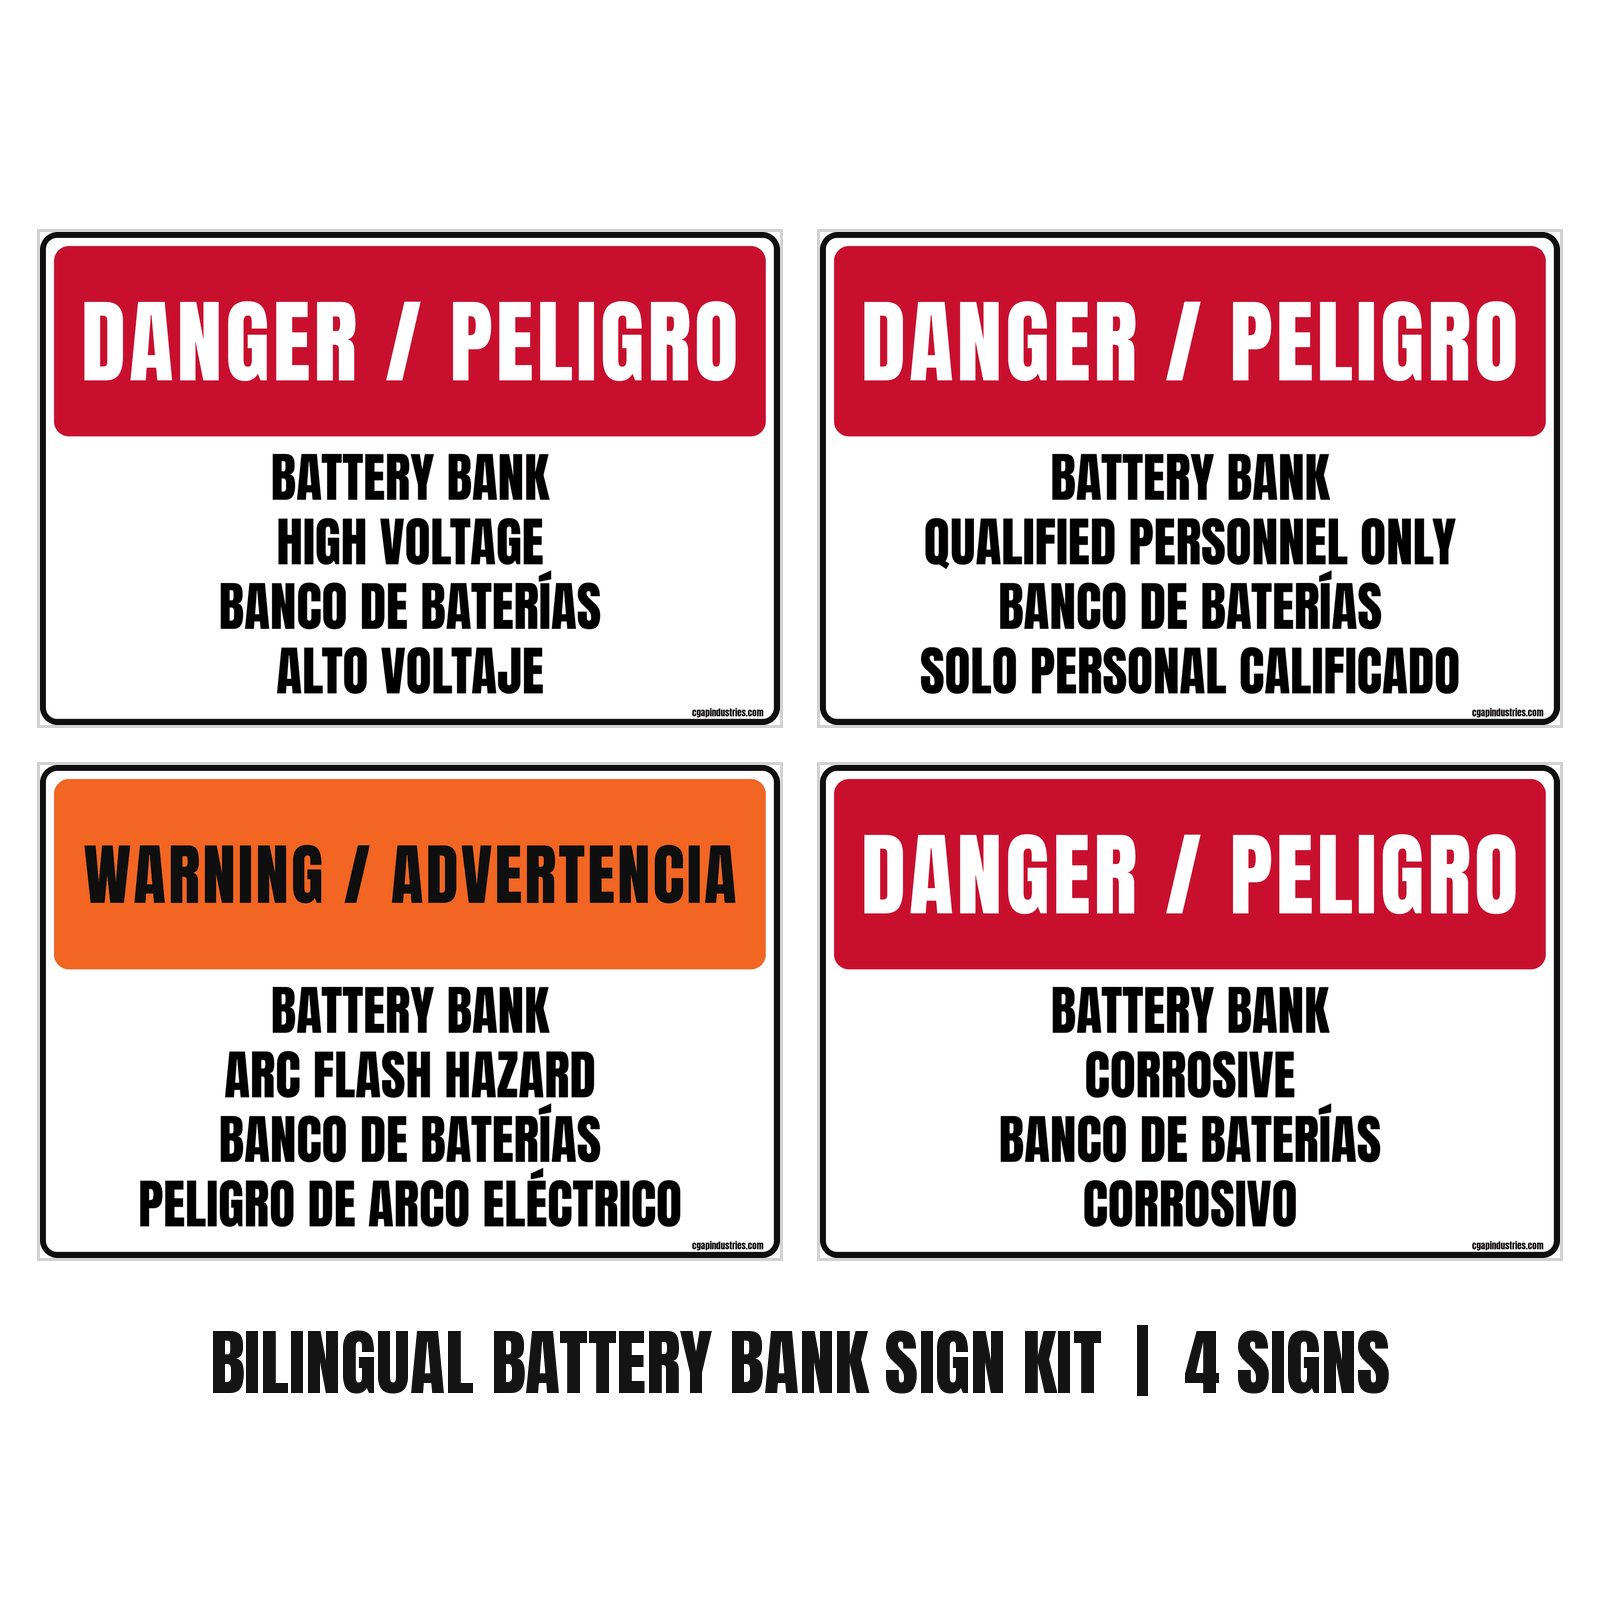 DANGER / PELIGRO
BATTERY BANK
HIGH VOLTAGE
BANCO DE BATERÍAS
ALTO VOLTAJE
cgapindustries.com
DANGER / PELIGRO
BATTERY BANK
QUALIFIED PERSONNEL ONLY
BANCO DE BATERÍAS
SOLO PERSONAL CALIFICADO
cgapindustries.com
WARNING / ADVERTENCIA
BATTERY BANK
ARC FLASH HAZARD
BANCO DE BATERÍAS
PELIGRO DE ARCO ELÉCTRICO
cgapindustries.com
DANGER / PELIGRO
BATTERY BANK
CORROSIVE
BANCO DE BATERÍAS
CORROSIVO
cgapindustries.com
BILINGUAL BATTERY BANK SIGN KIT | 4 SIGNS